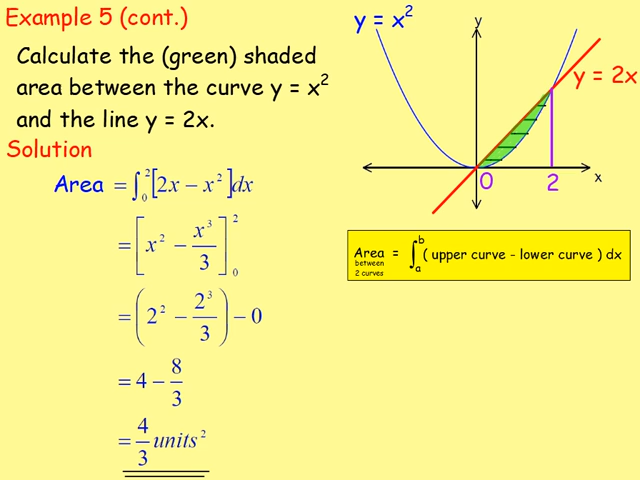 Example 5 (cont.)
Calculate the (green) shaded
area between the curve y = x²
and the line y = 2x.
Solution
Area = ∫₀² [2x − x²] dx
= [x² − x³/3]₀²
= (2² − 2³/3) − 0
= 4 − 8/3
= 4/3 units²
y = x²
y
y = 2x
0
2
x
Area between 2 curves = ∫ₐᵇ ( upper curve - lower curve ) dx